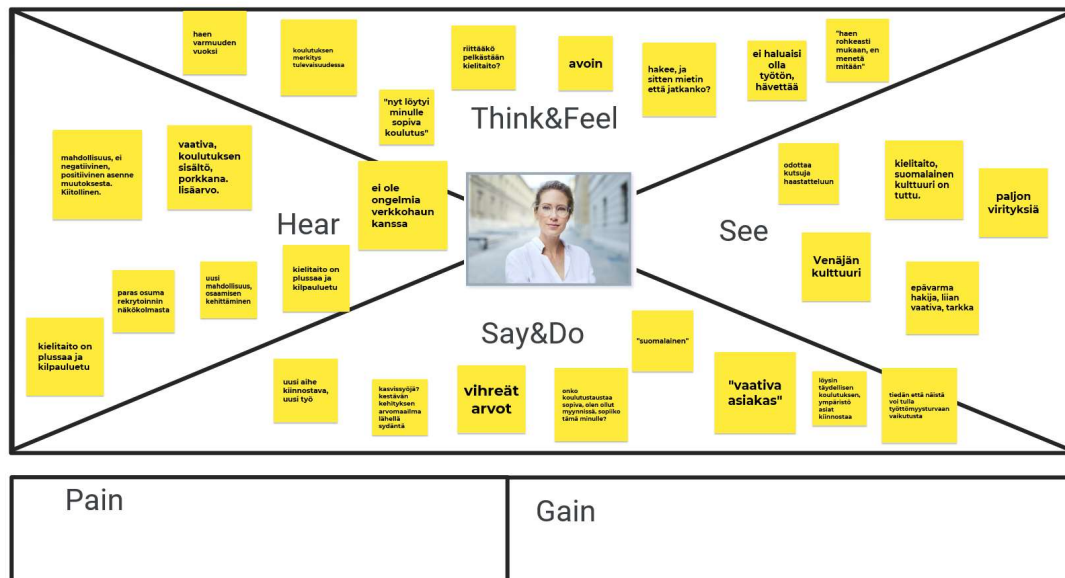 haen
varmuuden
vuoksi
koulutuksen
merkitys
tulevaisuudessa
"nyt löytyi
minulle
sopiva
koulutus"
riittääkö
pelkästään
kielitaito?
avoin
hakee, ja
sitten mietin
että jatkanko?
ei haluaisi
olla
työtön,
hävettää
"haen
rohkeasti
mukaan, en
menetä
mitään"
Think&Feel
mahdollisuus, ei
negatiivinen,
positiivinen asenne
muutoksesta.
Kiitollinen.
vaativa,
koulutuksen
sisältö,
porkkana.
lisäarvo.
ei ole
ongelmia
verkkohaun
kanssa
Hear
paras osuma
rekrytoinnin
näkökolmasta
uusi
mahdollisuus,
osaamisen
kehittäminen
kielitaito on
plussaa ja
kilpauluetu
kielitaito on
plussaa ja
kilpauluetu
odottaa
kutsuja
haastatteluun
kielitaito,
suomalainen
kulttuuri on
tuttu.
paljon
virityksiä
See
Venäjän
kulttuuri
epävarma
hakija, liian
vaativa, tarkka
Say&Do
uusi aihe
kiinnostava,
uusi työ
kasvissyöjä?
kestävän
kehityksen
arvomaailma
lähellä
sydäntä
vihreät
arvot
onko
koulutustaustaa
sopiva, olen ollut
myynnissä, sopiiko
tämä minulle?
"suomalainen"
"vaativa
asiakas"
löysin
täydellisen
koulutuksen,
ympäristö
asiat
kiinnostaa
tiedän että näistä
voi tulla
työttömyysturvaan
vaikutusta
Pain
Gain